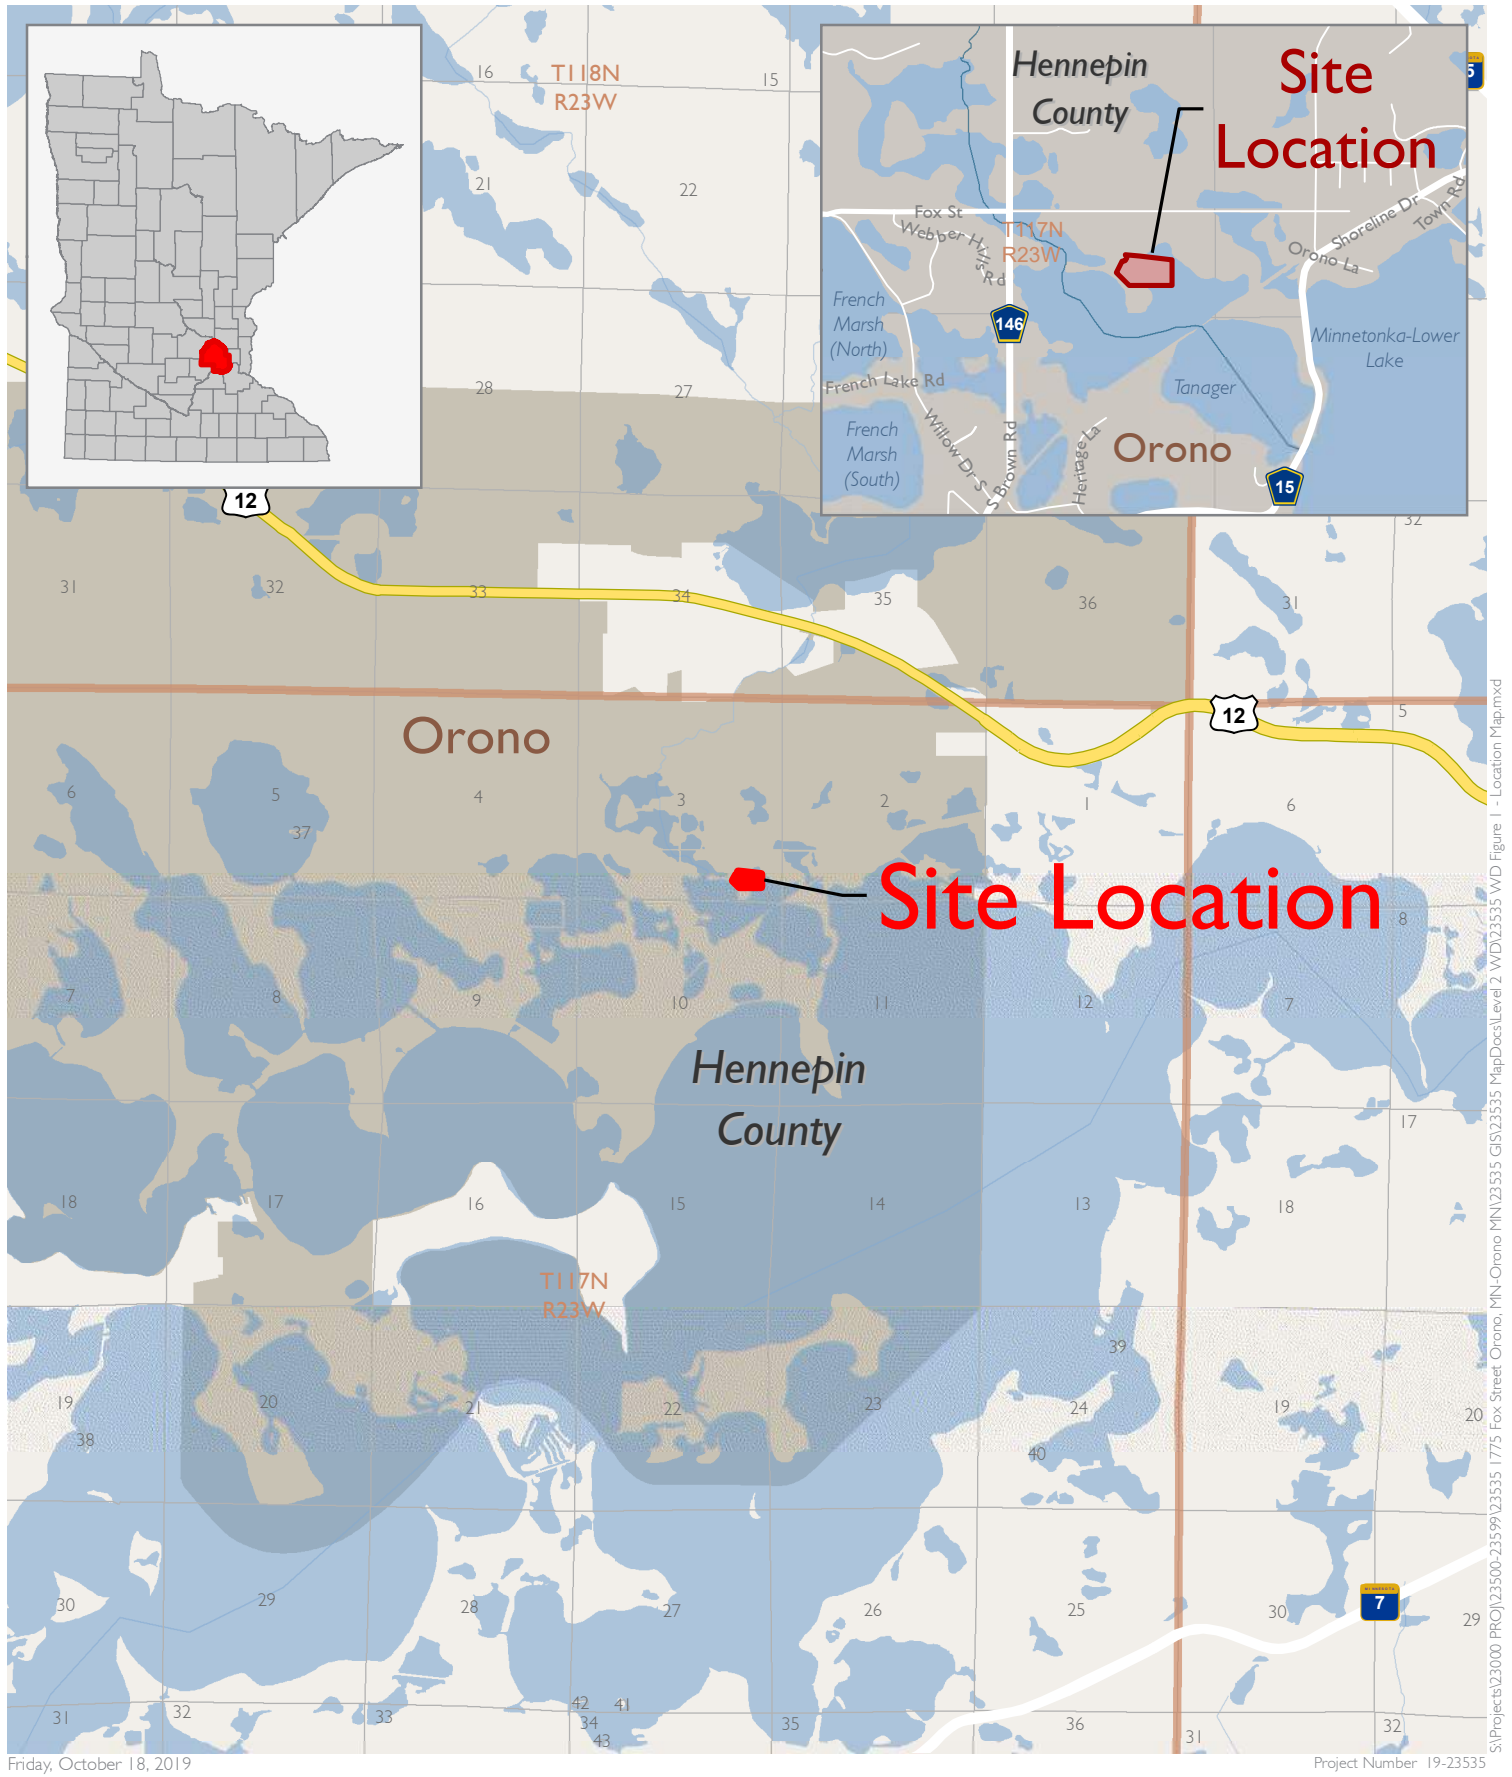 16
T118N
R23W
15
21
22
28
27
Hennepin
County
Site
Location
5
Fox St
Webber Hills Rd
T117N
R23W
Shoreline Dr
Town Rd
Orono La
French
Marsh
(North)
146
Minnetonka-Lower
Lake
French Lake Rd
Tanager
French
Marsh
(South)
Willow Dr S
S Brown Rd
Heritage La
Orono
15
12
32
31
32
33
34
35
36
31
Orono
12
5
6
5
4
3
2
1
6
37
Site Location
8
7
8
9
10
11
12
7
Hennepin
County
17
18
17
16
15
14
13
18
T117N
R23W
39
19
20
21
22
23
24
19
20
38
40
30
29
28
27
26
25
30
7
29
31
32
33
42
41
34
43
35
36
31
32
Friday, October 18, 2019
Project Number 19-23535
S:\Projects\23000 PROJ\23500-23599\23535 1775 Fox Street Orono, MN-Orono MN\23535 GIS\23535 MapDocs\Level 2 WD\23535 WD Figure 1 - Location Map.mxd